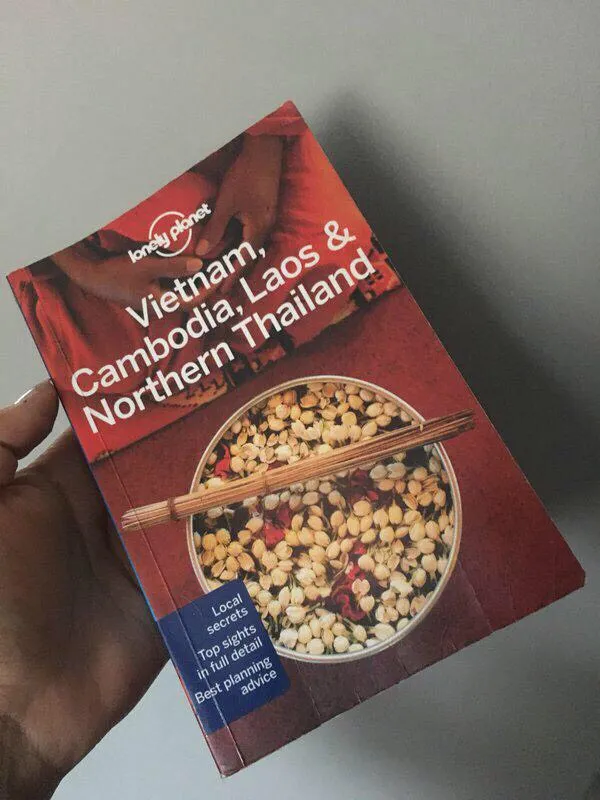 lonely planet
Vietnam,
Cambodia, Laos &
Northern Thailand
Local
secrets
Top sights
in full detail
Best planning
advice